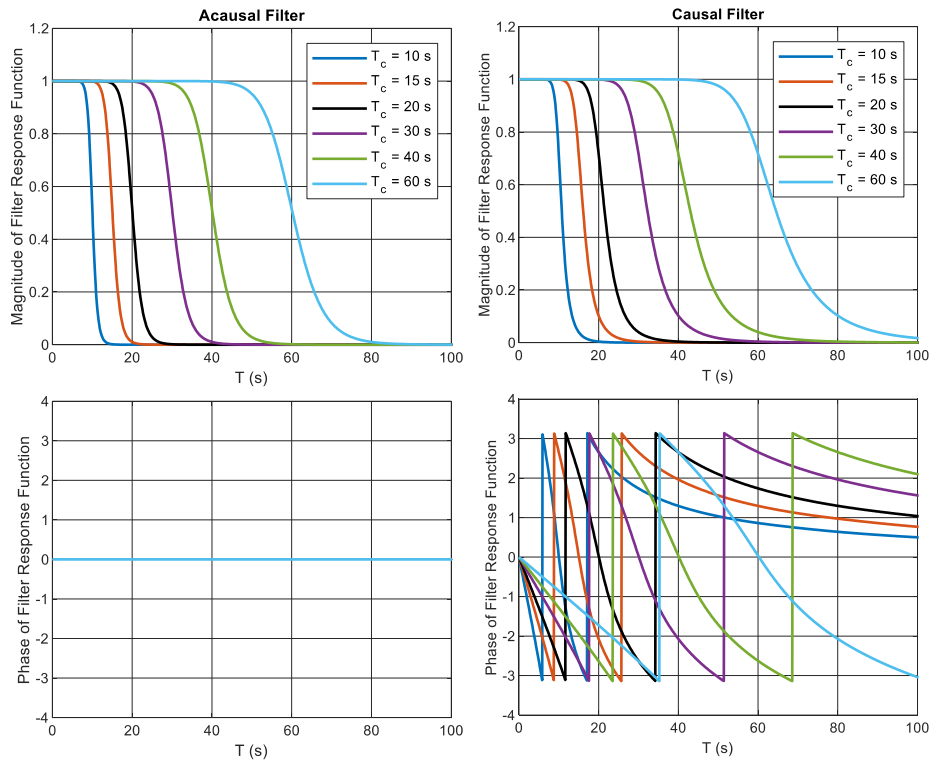 Acausal Filter
Magnitude of Filter Response Function
1.2
1
0.8
0.6
0.4
0.2
0
T_c = 10 s
T_c = 15 s
T_c = 20 s
T_c = 30 s
T_c = 40 s
T_c = 60 s
0 20 40 60 80 100
T (s)
Causal Filter
Magnitude of Filter Response Function
1.2
1
0.8
0.6
0.4
0.2
0
T_c = 10 s
T_c = 15 s
T_c = 20 s
T_c = 30 s
T_c = 40 s
T_c = 60 s
0 20 40 60 80 100
T (s)
Phase of Filter Response Function
4
3
2
1
0
-1
-2
-3
-4
0 20 40 60 80 100
T (s)
Phase of Filter Response Function
4
3
2
1
0
-1
-2
-3
-4
0 20 40 60 80 100
T (s)